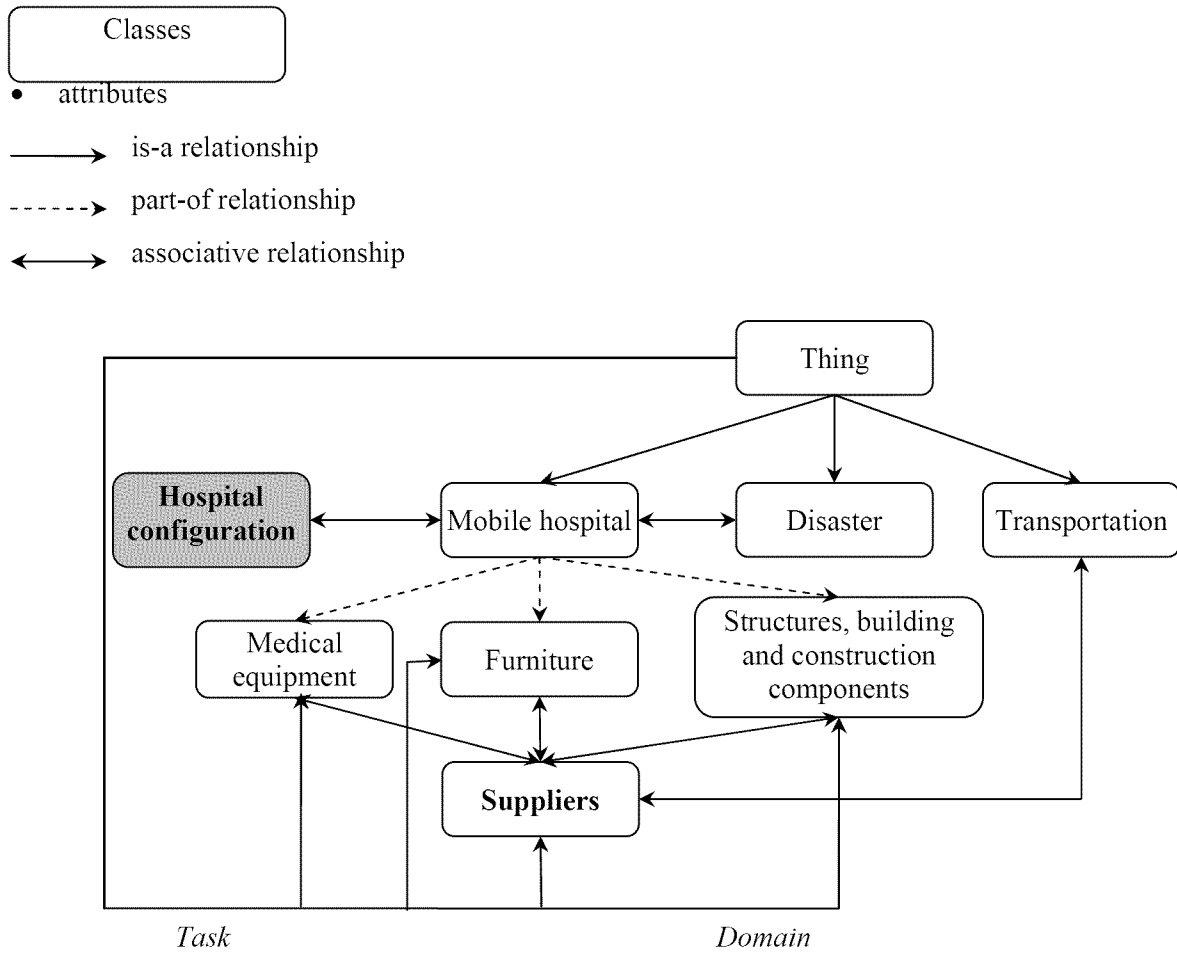 Classes
• attributes
is-a relationship
part-of relationship
associative relationship
Thing
Hospital
configuration
Mobile hospital
Disaster
Transportation
Medical
equipment
Furniture
Structures, building
and construction
components
Suppliers
Task
Domain